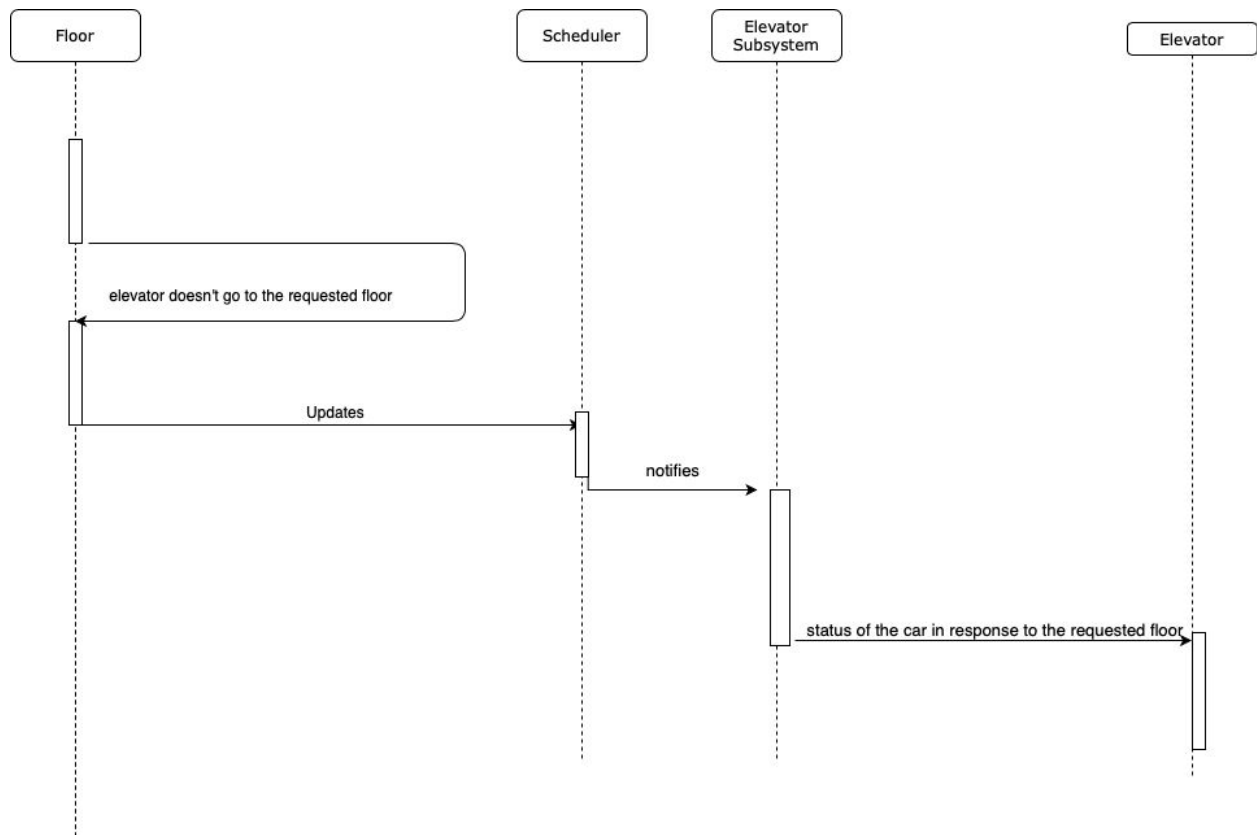 Floor
Scheduler
Elevator
Subsystem
Elevator
elevator doesn't go to the requested floor
Updates
notifies
status of the car in response to the requested floor